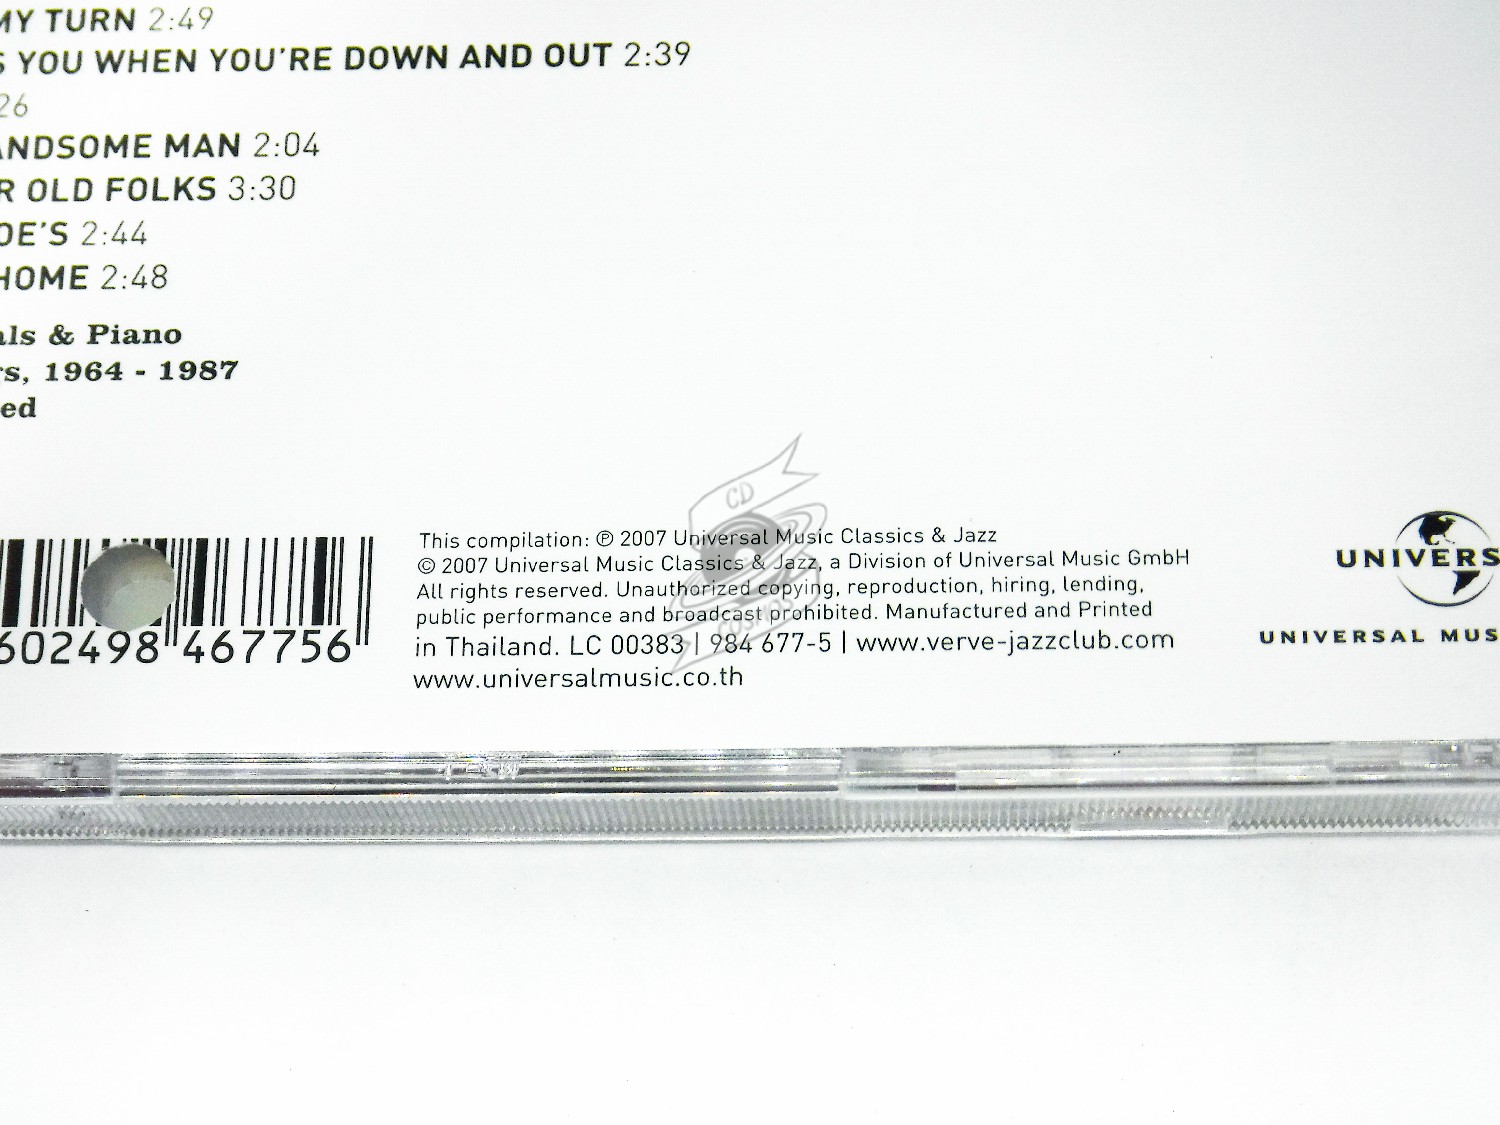 MY TURN 2:49
S YOU WHEN YOU'RE DOWN AND OUT 2:39
26
ANDSOME MAN 2:04
R OLD FOLKS 3:30
OE'S 2:44
HOME 2:48
als & Piano
rs, 1964 - 1987
ed
602498 467756
This compilation: ℗ 2007 Universal Music Classics & Jazz
© 2007 Universal Music Classics & Jazz, a Division of Universal Music GmbH
All rights reserved. Unauthorized copying, reproduction, hiring, lending,
public performance and broadcast prohibited. Manufactured and Printed
in Thailand. LC 00383 | 984 677-5 | www.verve-jazzclub.com
www.universalmusic.co.th
UNIVERS
UNIVERSAL MUS
CD
COSMOS